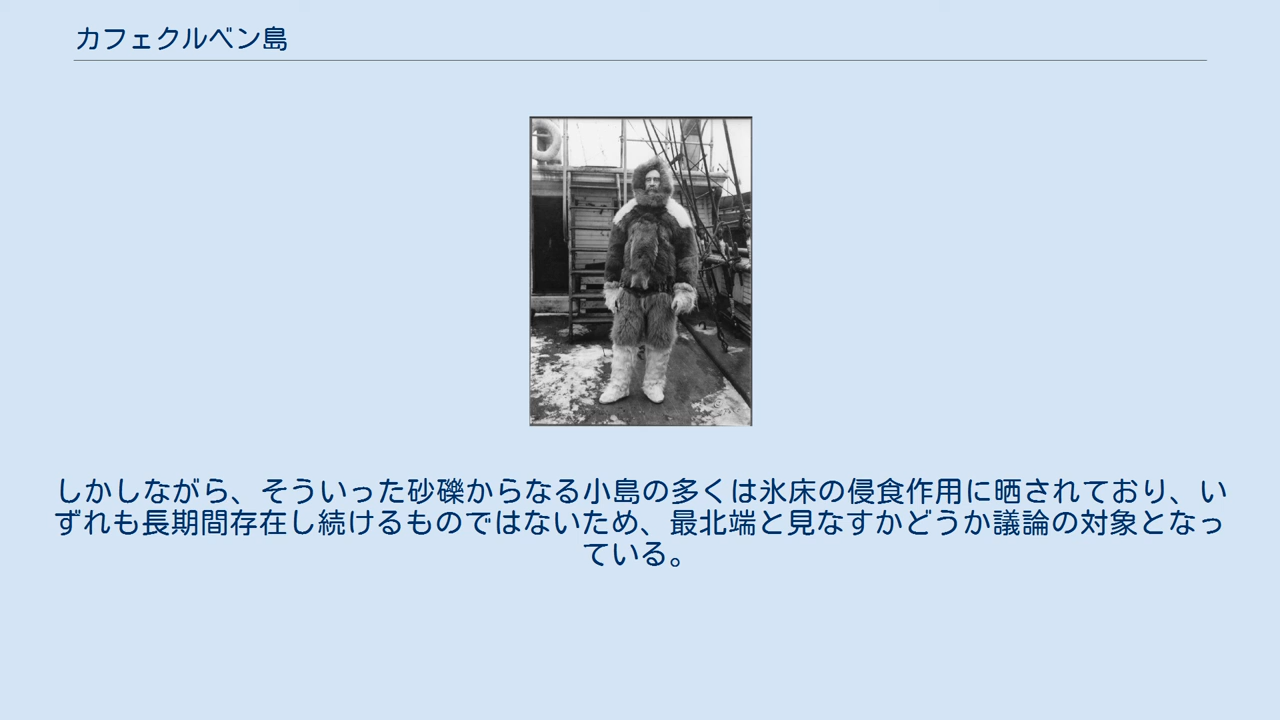 カフェクルベン島
しかしながら、そういった砂礫からなる小島の多くは氷床の侵食作用に晒されており、い
ずれも長期間存在し続けるものではないため、最北端と見なすかどうか議論の対象となっ
ている。